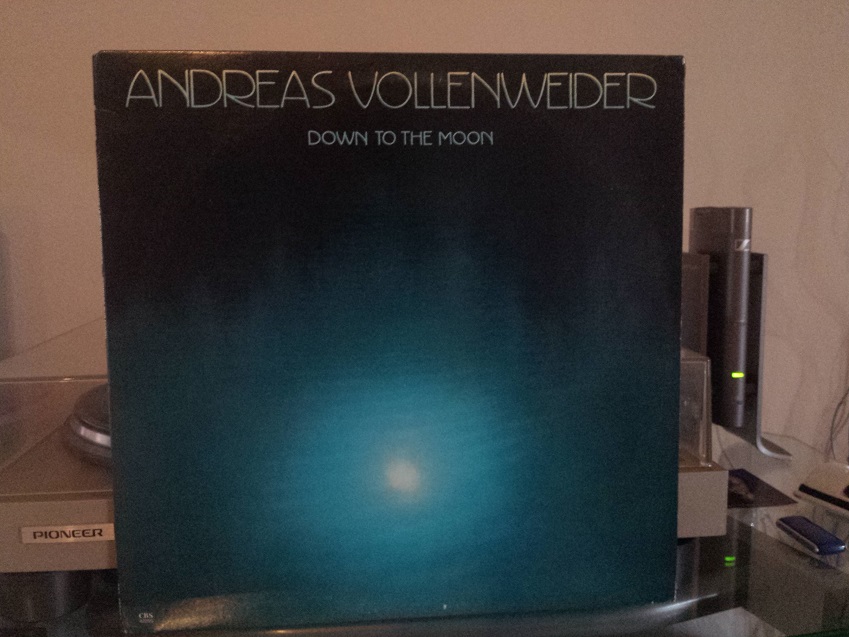 ANDREAS VOLLENWEIDER
DOWN TO THE MOON
PIONEER
CBS